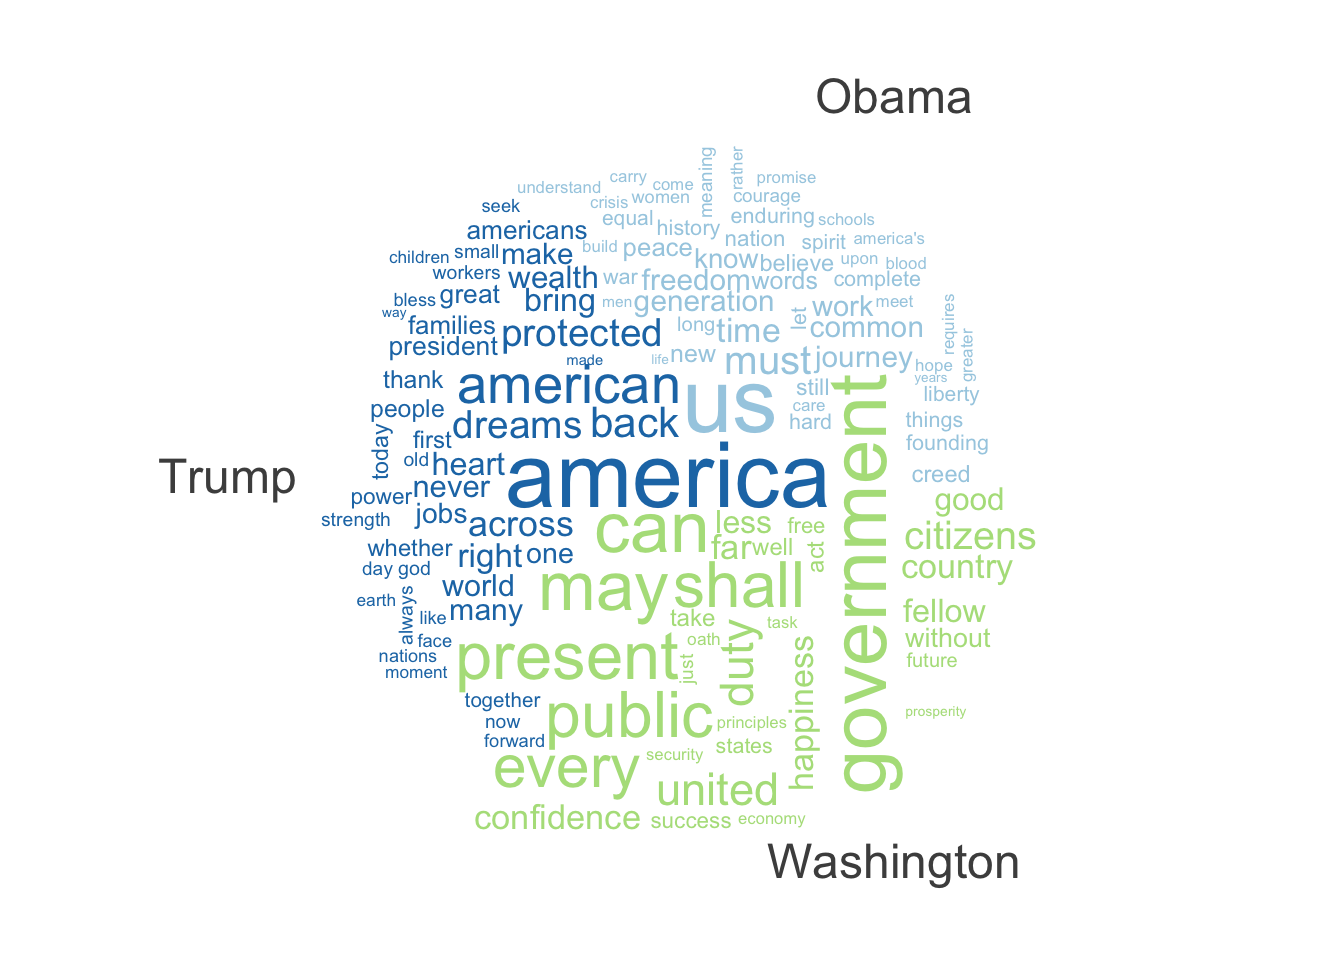 Obama
meaning
rather
understand
carry
come
promise
crisis
women
courage
seek
equal
history
enduring
schools
americans
nation
spirit
america's
children
small
make
build
peace
know
believe
upon
blood
workers
wealth
war
freedom
words
complete
bless
great
bring
men
generation
let
work
meet
requires
way
families
protected
long
time
common
greater
president
made
life
new
must
journey
hope
thank
american
us
still
years
liberty
people
dreams
back
care
hard
government
things
today
first
founding
old
heart
america
Trump
creed
power
never
good
strength
jobs
across
can
less
free
citizens
whether
right
one
far
well
act
country
day
god
world
may
shall
earth
always
like
many
take
task
fellow
face
oath
duty
without
nations
present
just
happiness
future
moment
together
public
principles
prosperity
now
forward
security
states
every
united
confidence
success
economy
Washington